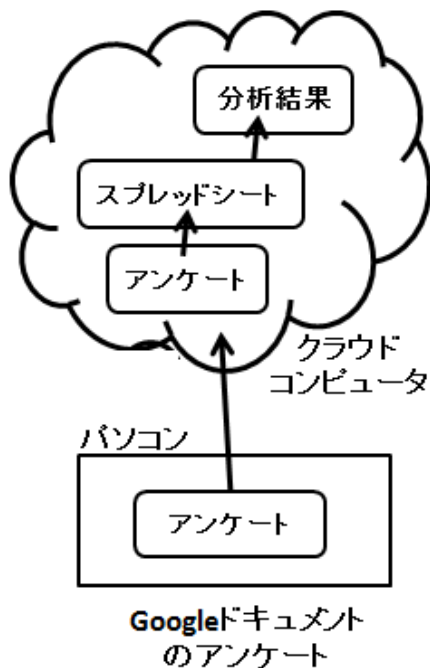 分析結果
スプレッドシート
アンケート
クラウド
コンピュータ
パソコン
アンケート
Googleドキュメント
のアンケート